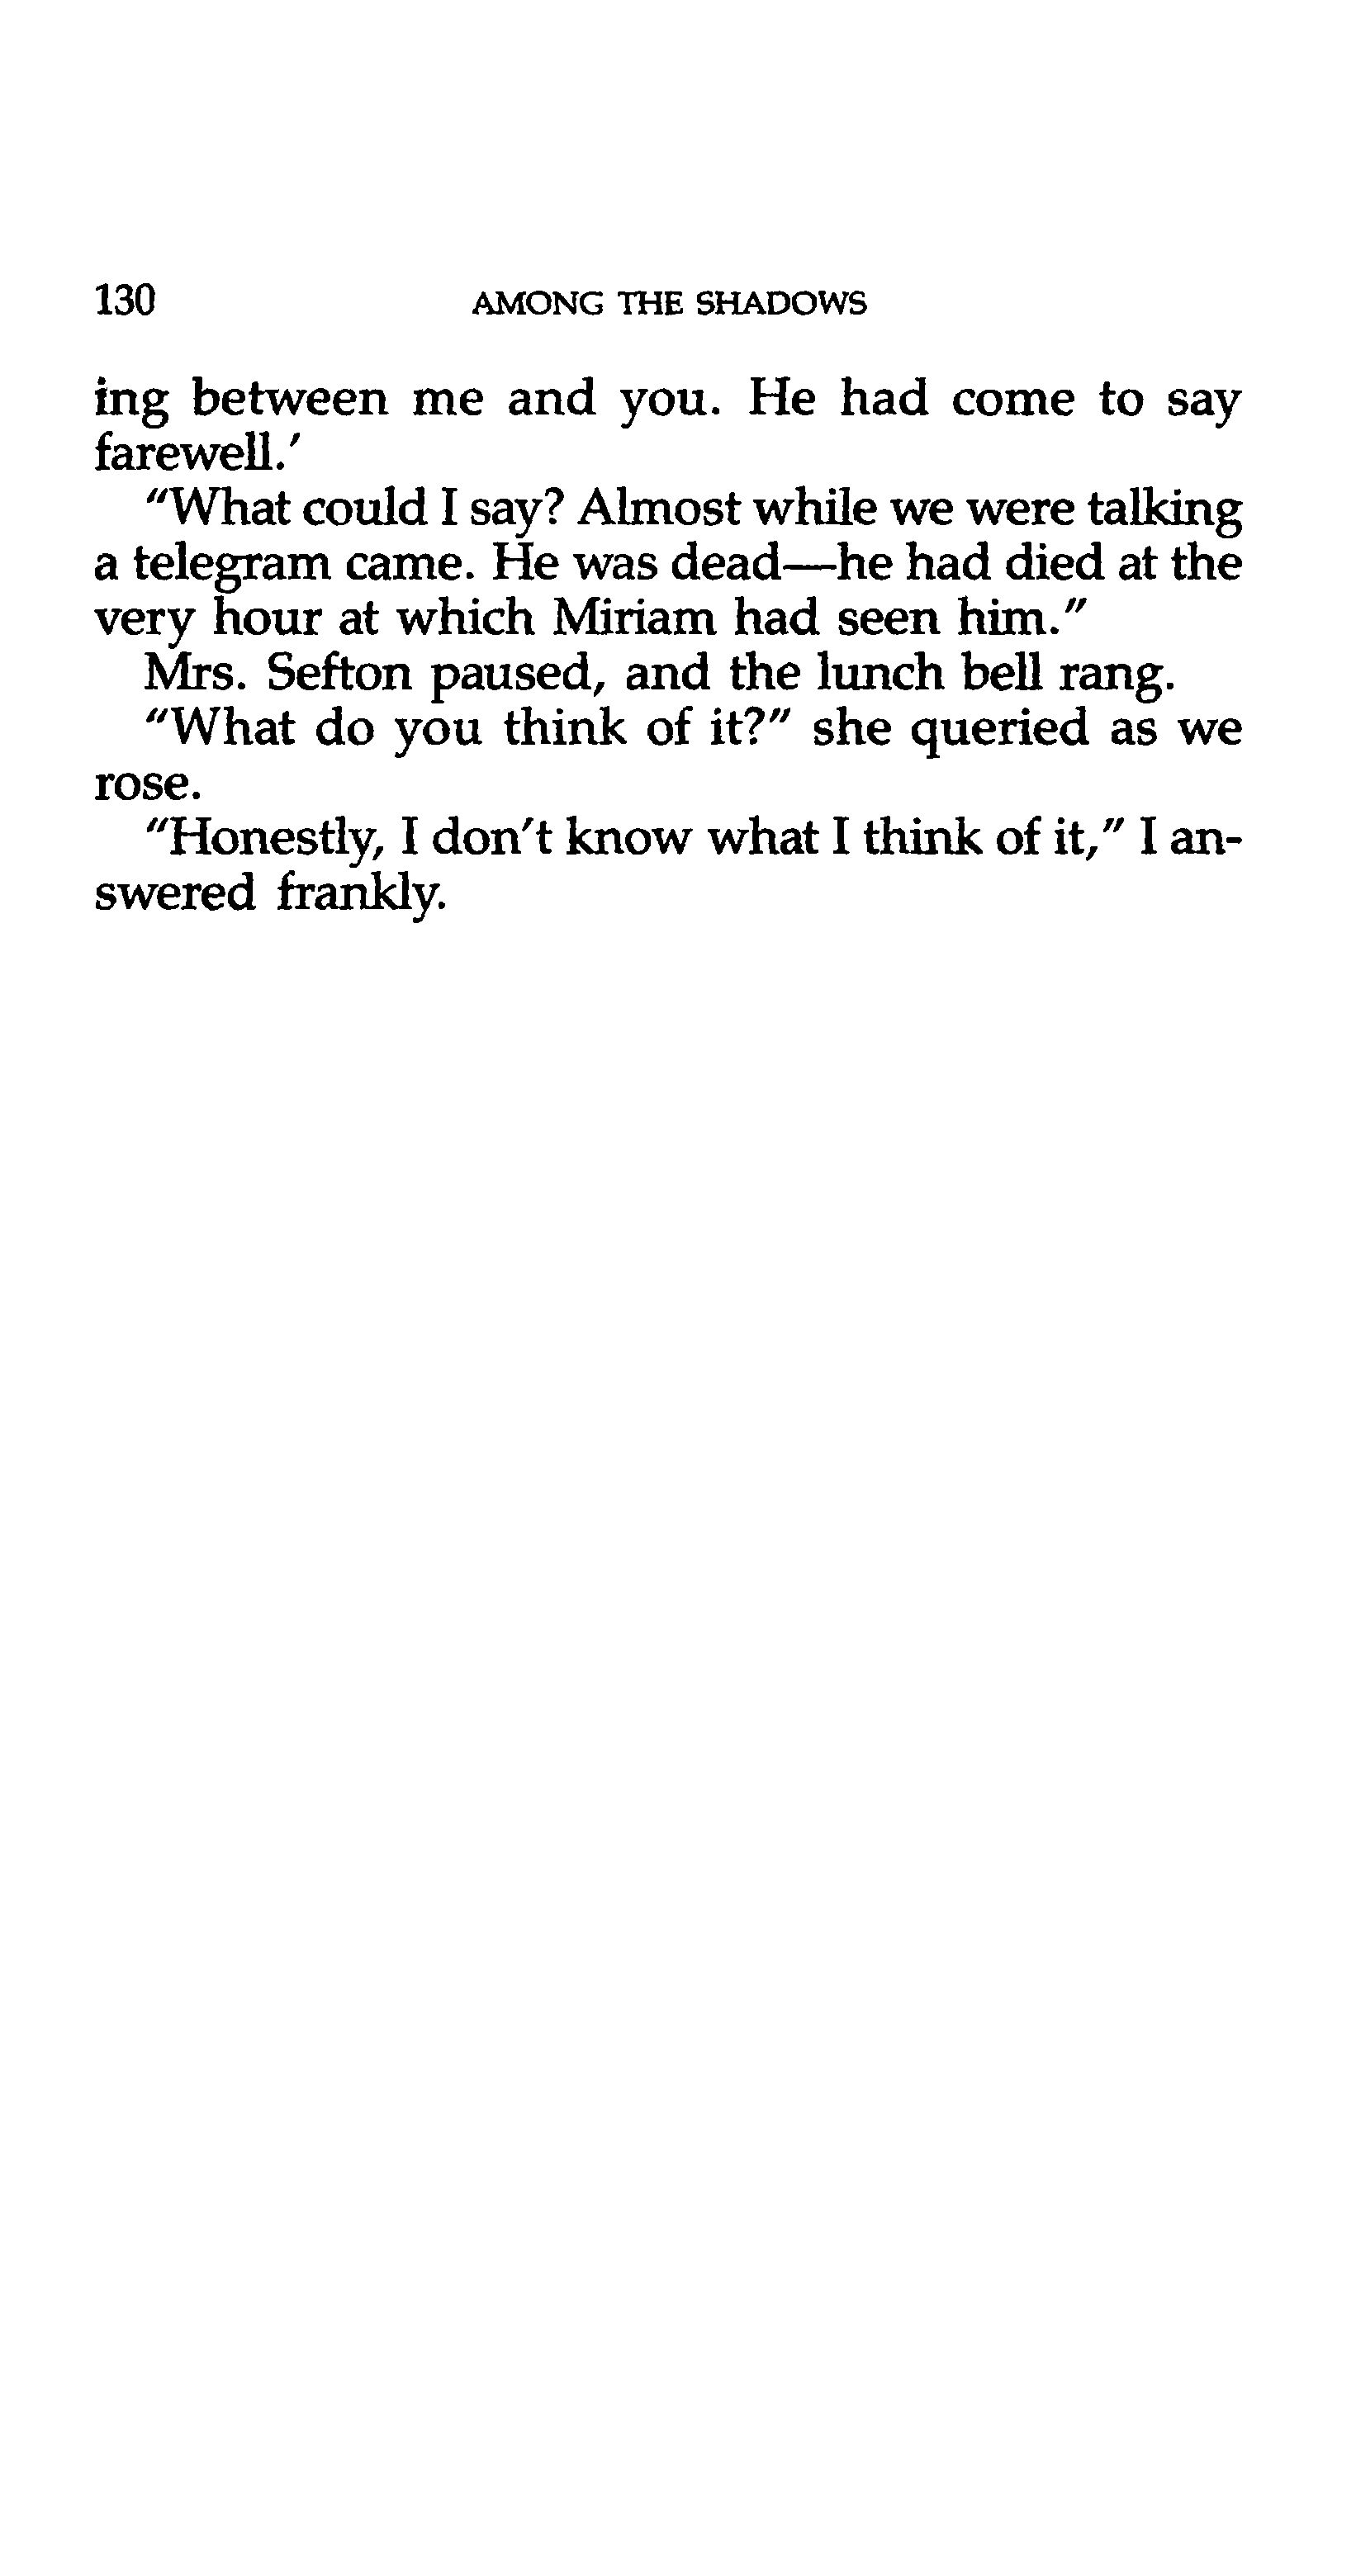 130 AMONG THE SHADOWS
ing between me and you. He had come to say
farewell.'
"What could I say? Almost while we were talking
a telegram came. He was dead—he had died at the
very hour at which Miriam had seen him."
Mrs. Sefton paused, and the lunch bell rang.
"What do you think of it?" she queried as we
rose.
"Honestly, I don't know what I think of it," I an-
swered frankly.